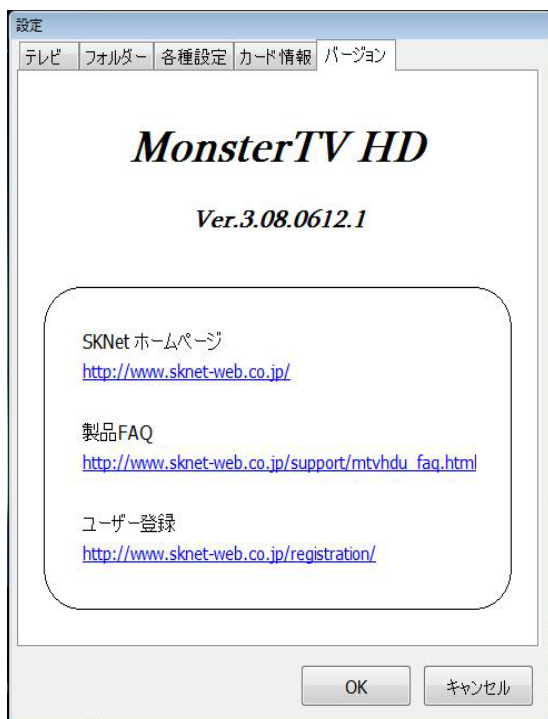 設定
テレビ フォルダー 各種設定 カード情報 バージョン
MonsterTV HD
Ver.3.08.0612.1
SKNet ホームページ
http://www.sknet-web.co.jp/
製品FAQ
http://www.sknet-web.co.jp/support/mtvhdu_faq.html
ユーザー登録
http://www.sknet-web.co.jp/registration/
OK キャンセル